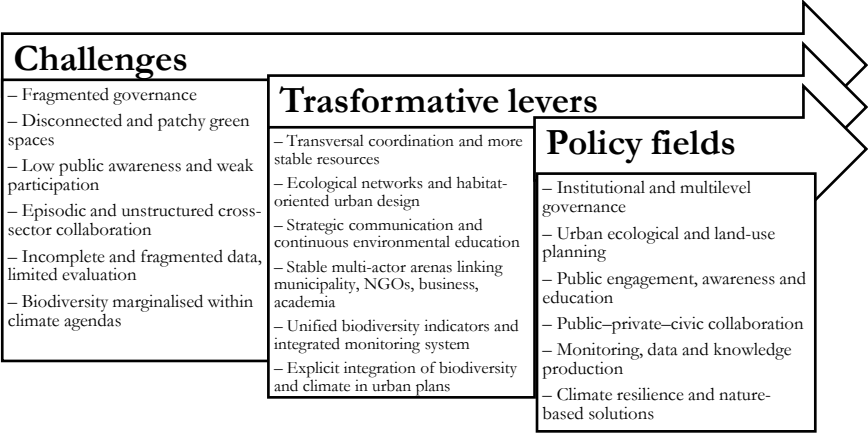 Challenges
– Fragmented governance
– Disconnected and patchy green
spaces
– Low public awareness and weak
participation
– Episodic and unstructured cross-
sector collaboration
– Incomplete and fragmented data,
limited evaluation
– Biodiversity marginalised within
climate agendas
Trasformative levers
– Transversal coordination and more
stable resources
– Ecological networks and habitat-
oriented urban design
– Strategic communication and
continuous environmental education
– Stable multi-actor arenas linking
municipality, NGOs, business,
academia
– Unified biodiversity indicators and
integrated monitoring system
– Explicit integration of biodiversity
and climate in urban plans
Policy fields
– Institutional and multilevel
governance
– Urban ecological and land-use
planning
– Public engagement, awareness and
education
– Public–private–civic collaboration
– Monitoring, data and knowledge
production
– Climate resilience and nature-
based solutions